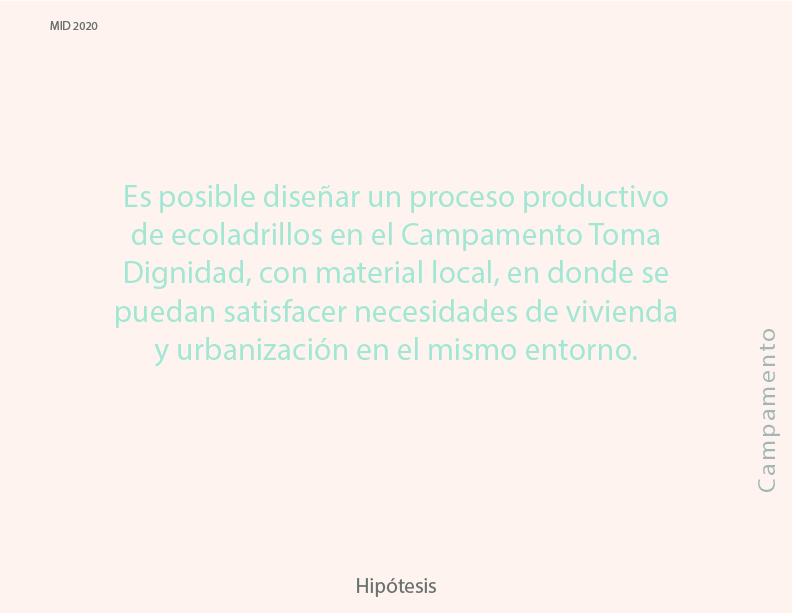 MID 2020
Es posible diseñar un proceso productivo
de ecoladrillos en el Campamento Toma
Dignidad, con material local, en donde se
puedan satisfacer necesidades de vivienda
y urbanización en el mismo entorno.
Campamento
Hipótesis